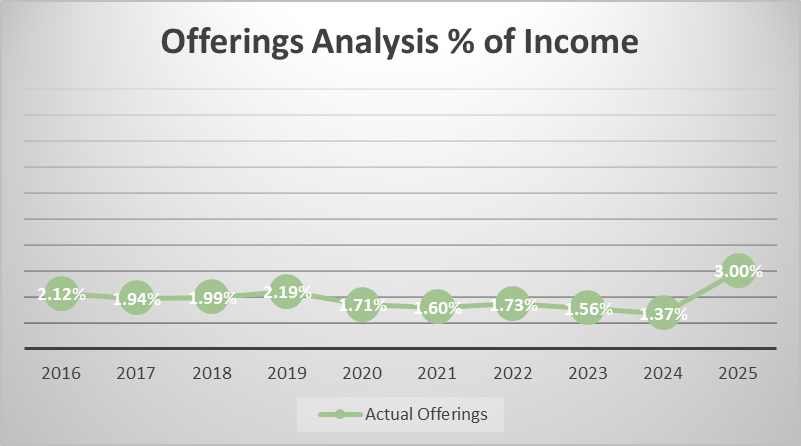 Offerings Analysis % of Income
2.12% 1.94% 1.99% 2.19% 1.71% 1.60% 1.73% 1.56% 1.37% 3.00%
2016 2017 2018 2019 2020 2021 2022 2023 2024 2025
Actual Offerings